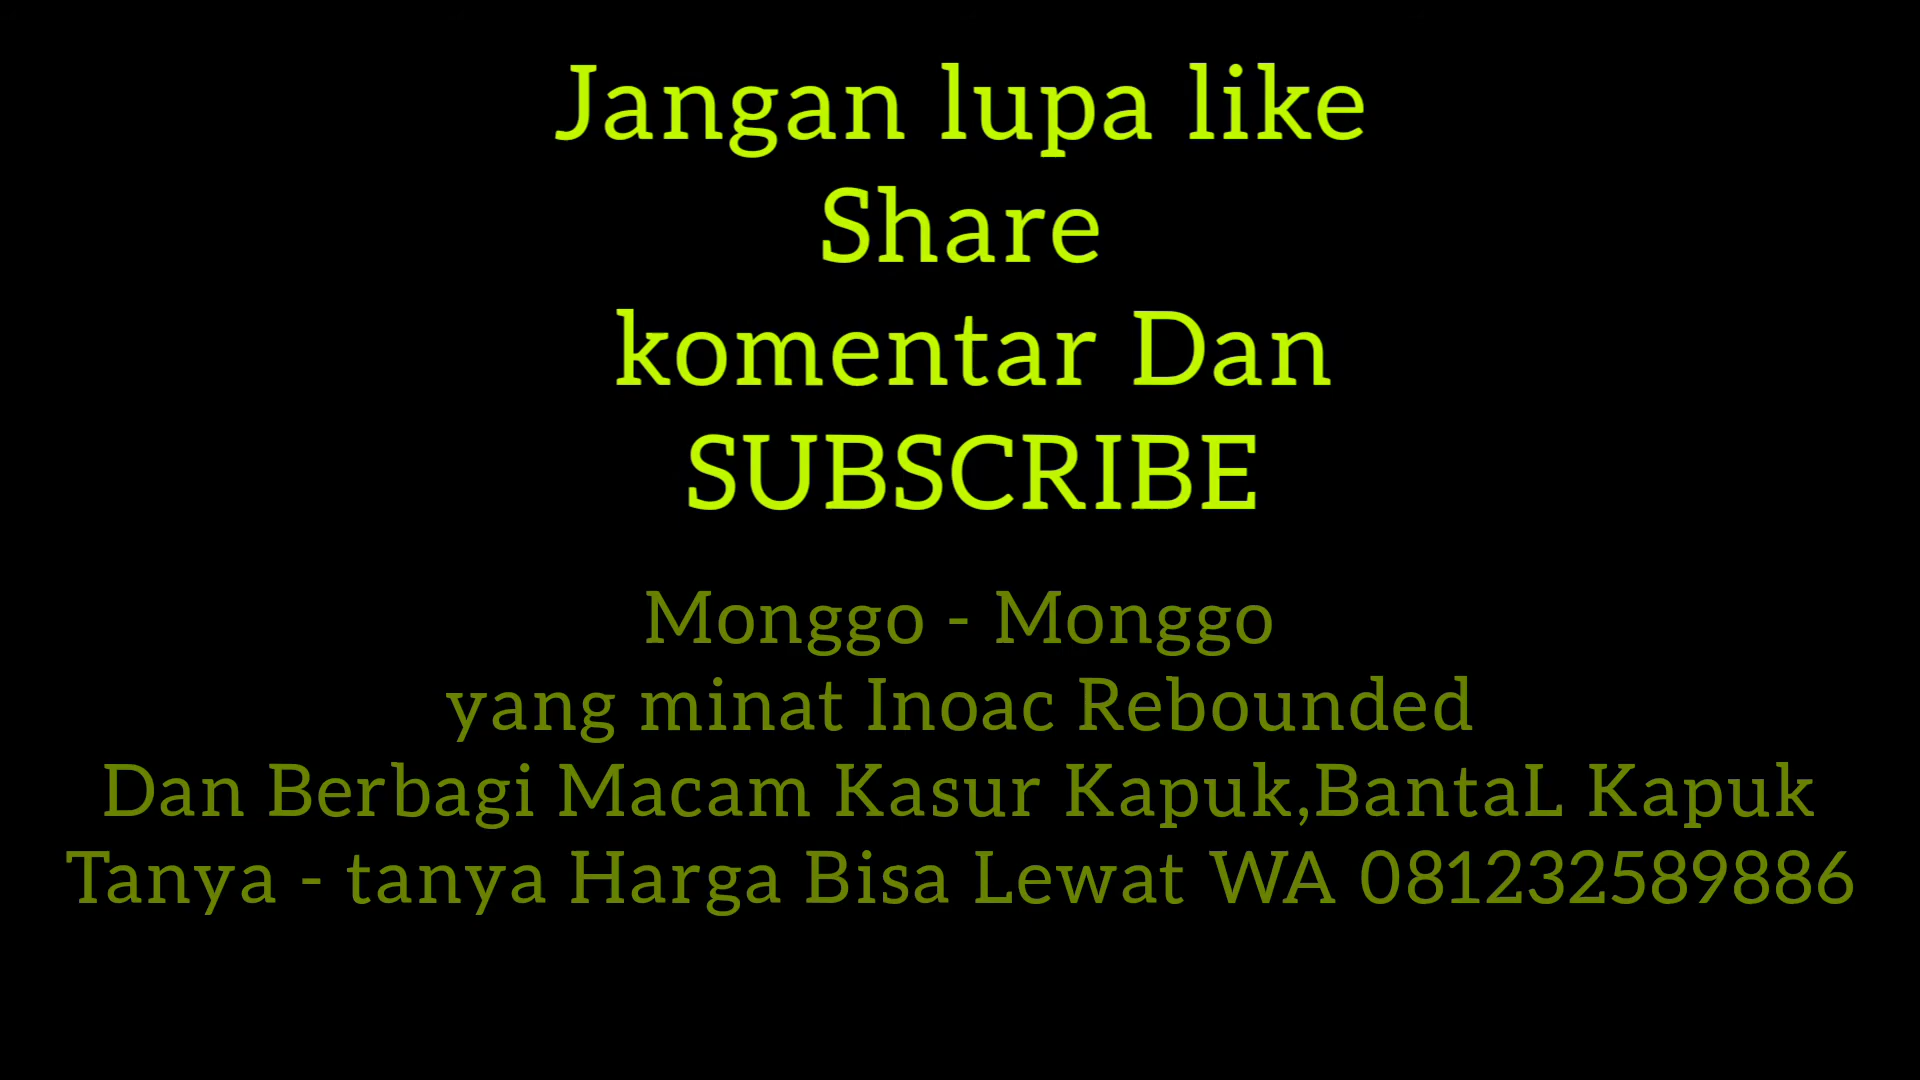 Jangan lupa like
Share
komentar Dan
SUBSCRIBE
Monggo - Monggo
yang minat Inoac Rebounded
Dan Berbagi Macam Kasur Kapuk,BantaL Kapuk
Tanya - tanya Harga Bisa Lewat WA 081232589886